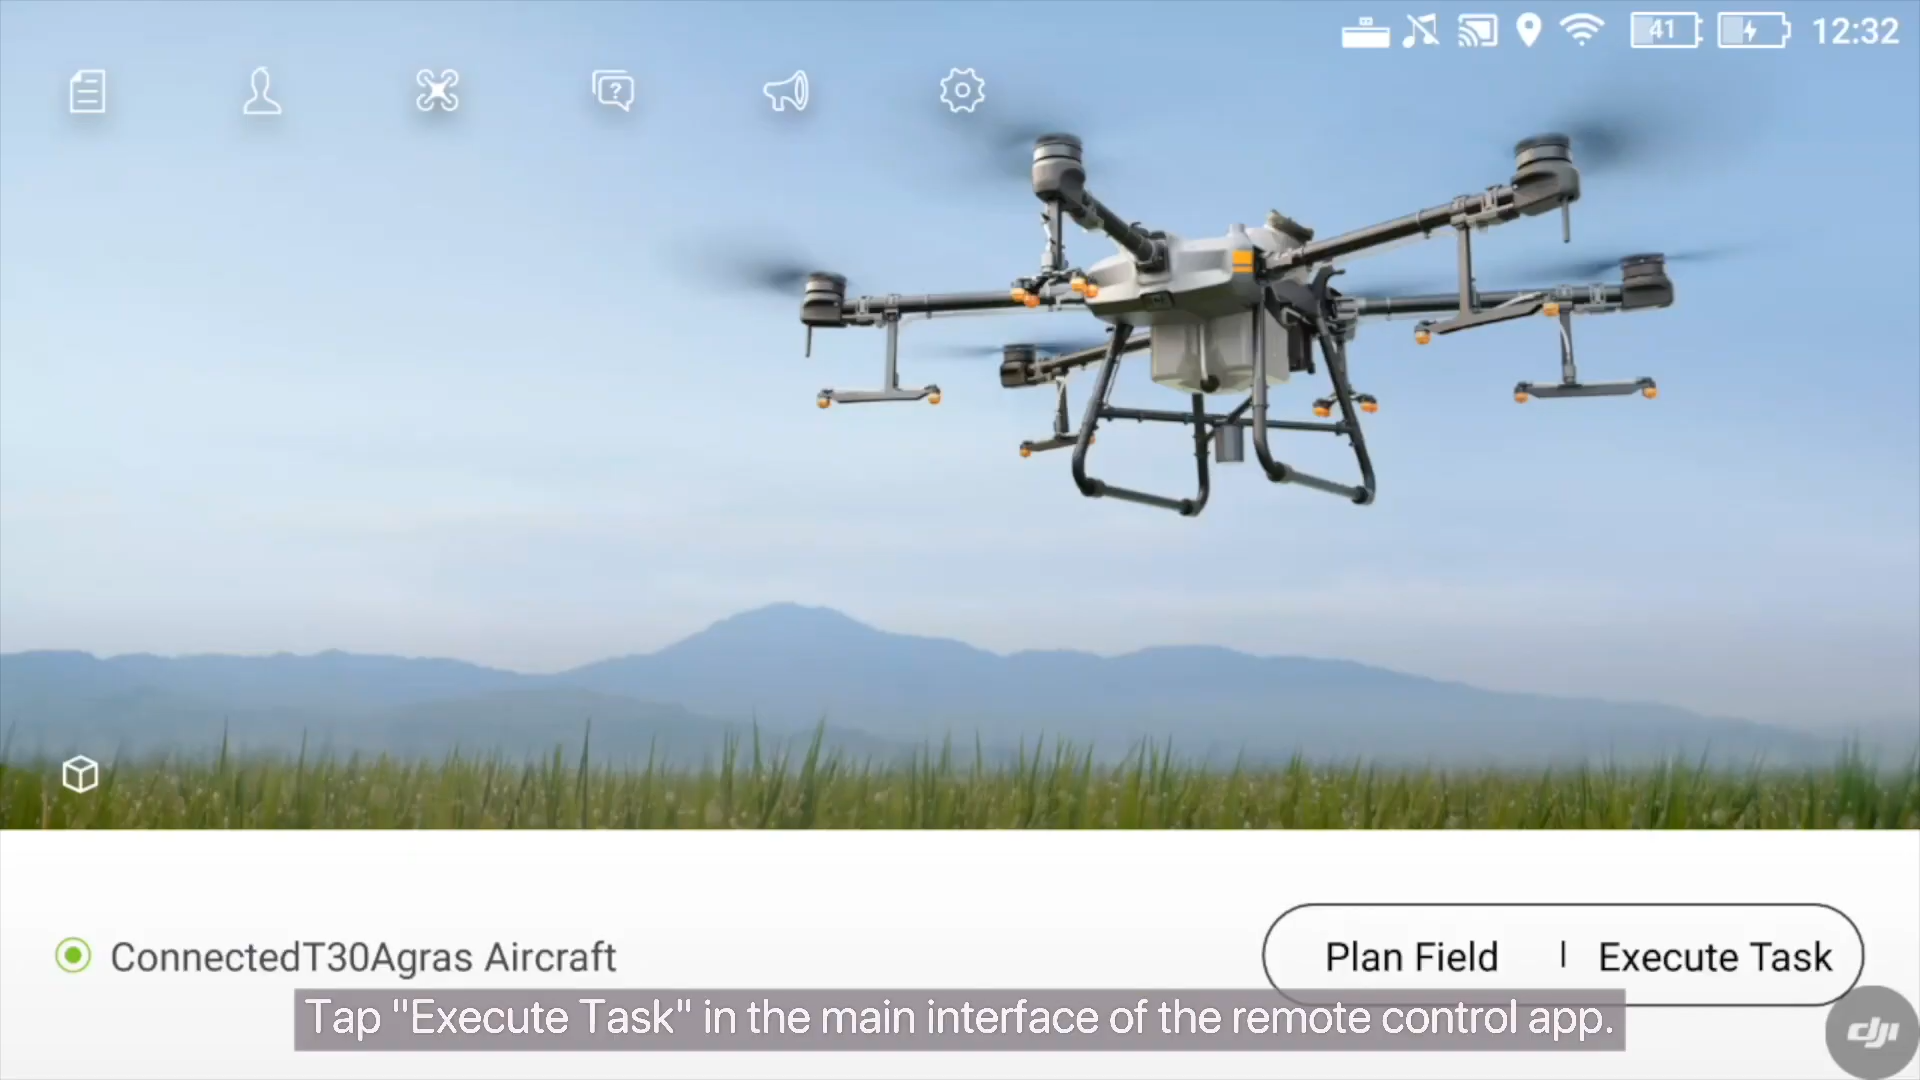 41
12:32
?
ConnectedT30Agras Aircraft
Plan Field | Execute Task
Tap "Execute Task" in the main interface of the remote control app.
dji